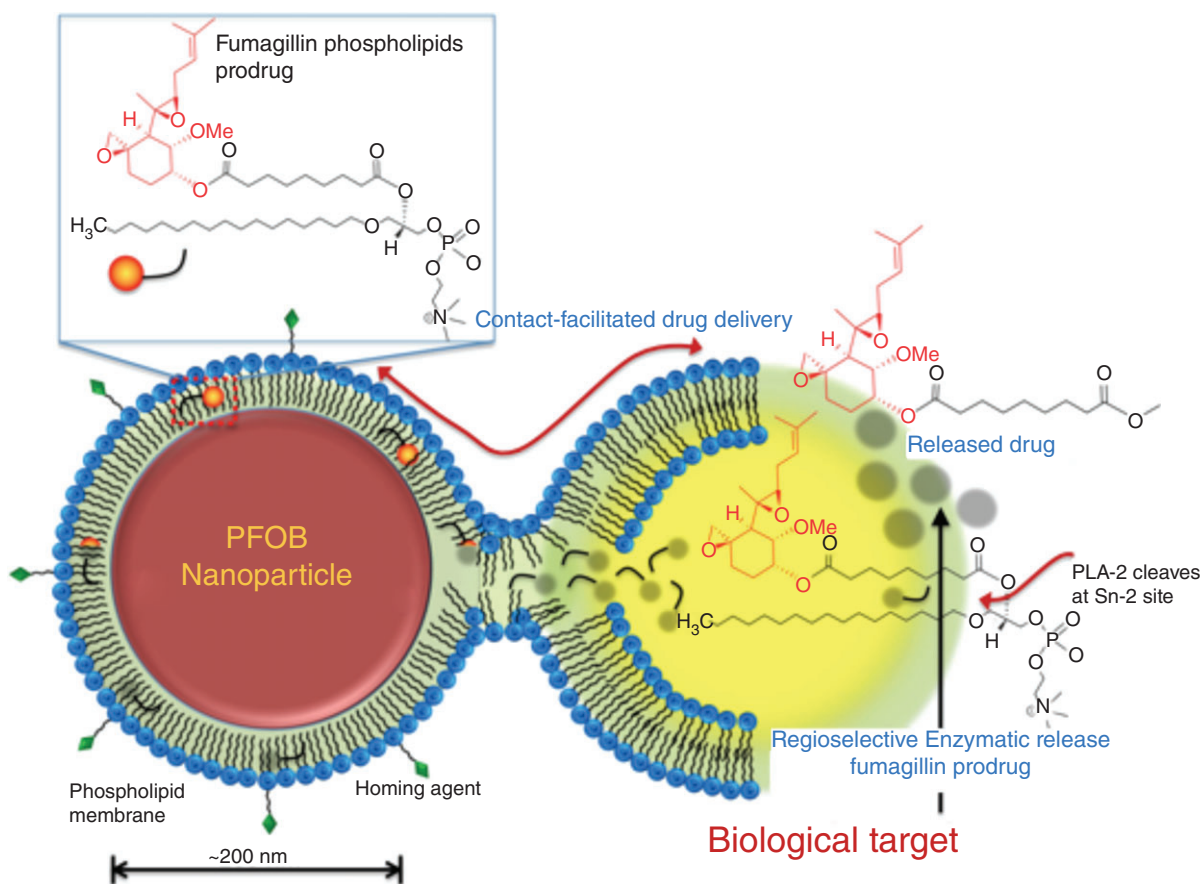 Fumagillin phospholipids
prodrug
H
O
OMe
O
O
O
O
O
H₃C
O
H
O
P
O
O
O
N
Contact-facilitated drug delivery
H
O
OMe
O
O
O
O
O
Released drug
PFOB
Nanoparticle
H
O
OMe
O
O
O
O
O
PLA-2 cleaves
at Sn-2 site
H₃C
O
H
O
P
O
O
O
N
Regioselective Enzymatic release
fumagillin prodrug
Phospholipid
membrane
Homing agent
Biological target
~200 nm